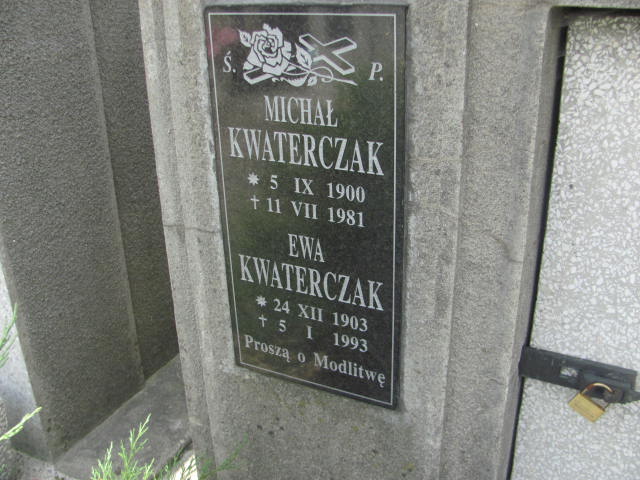 Ś. P.
MICHAŁ
KWATERCZAK
* 5 IX 1900
† 11 VII 1981
EWA
KWATERCZAK
* 24 XII 1903
† 5 I 1993
Proszą o Modlitwę